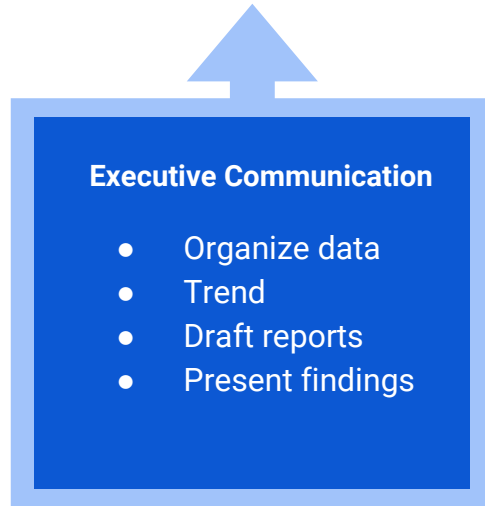 Executive Communication
● Organize data
● Trend
● Draft reports
● Present findings